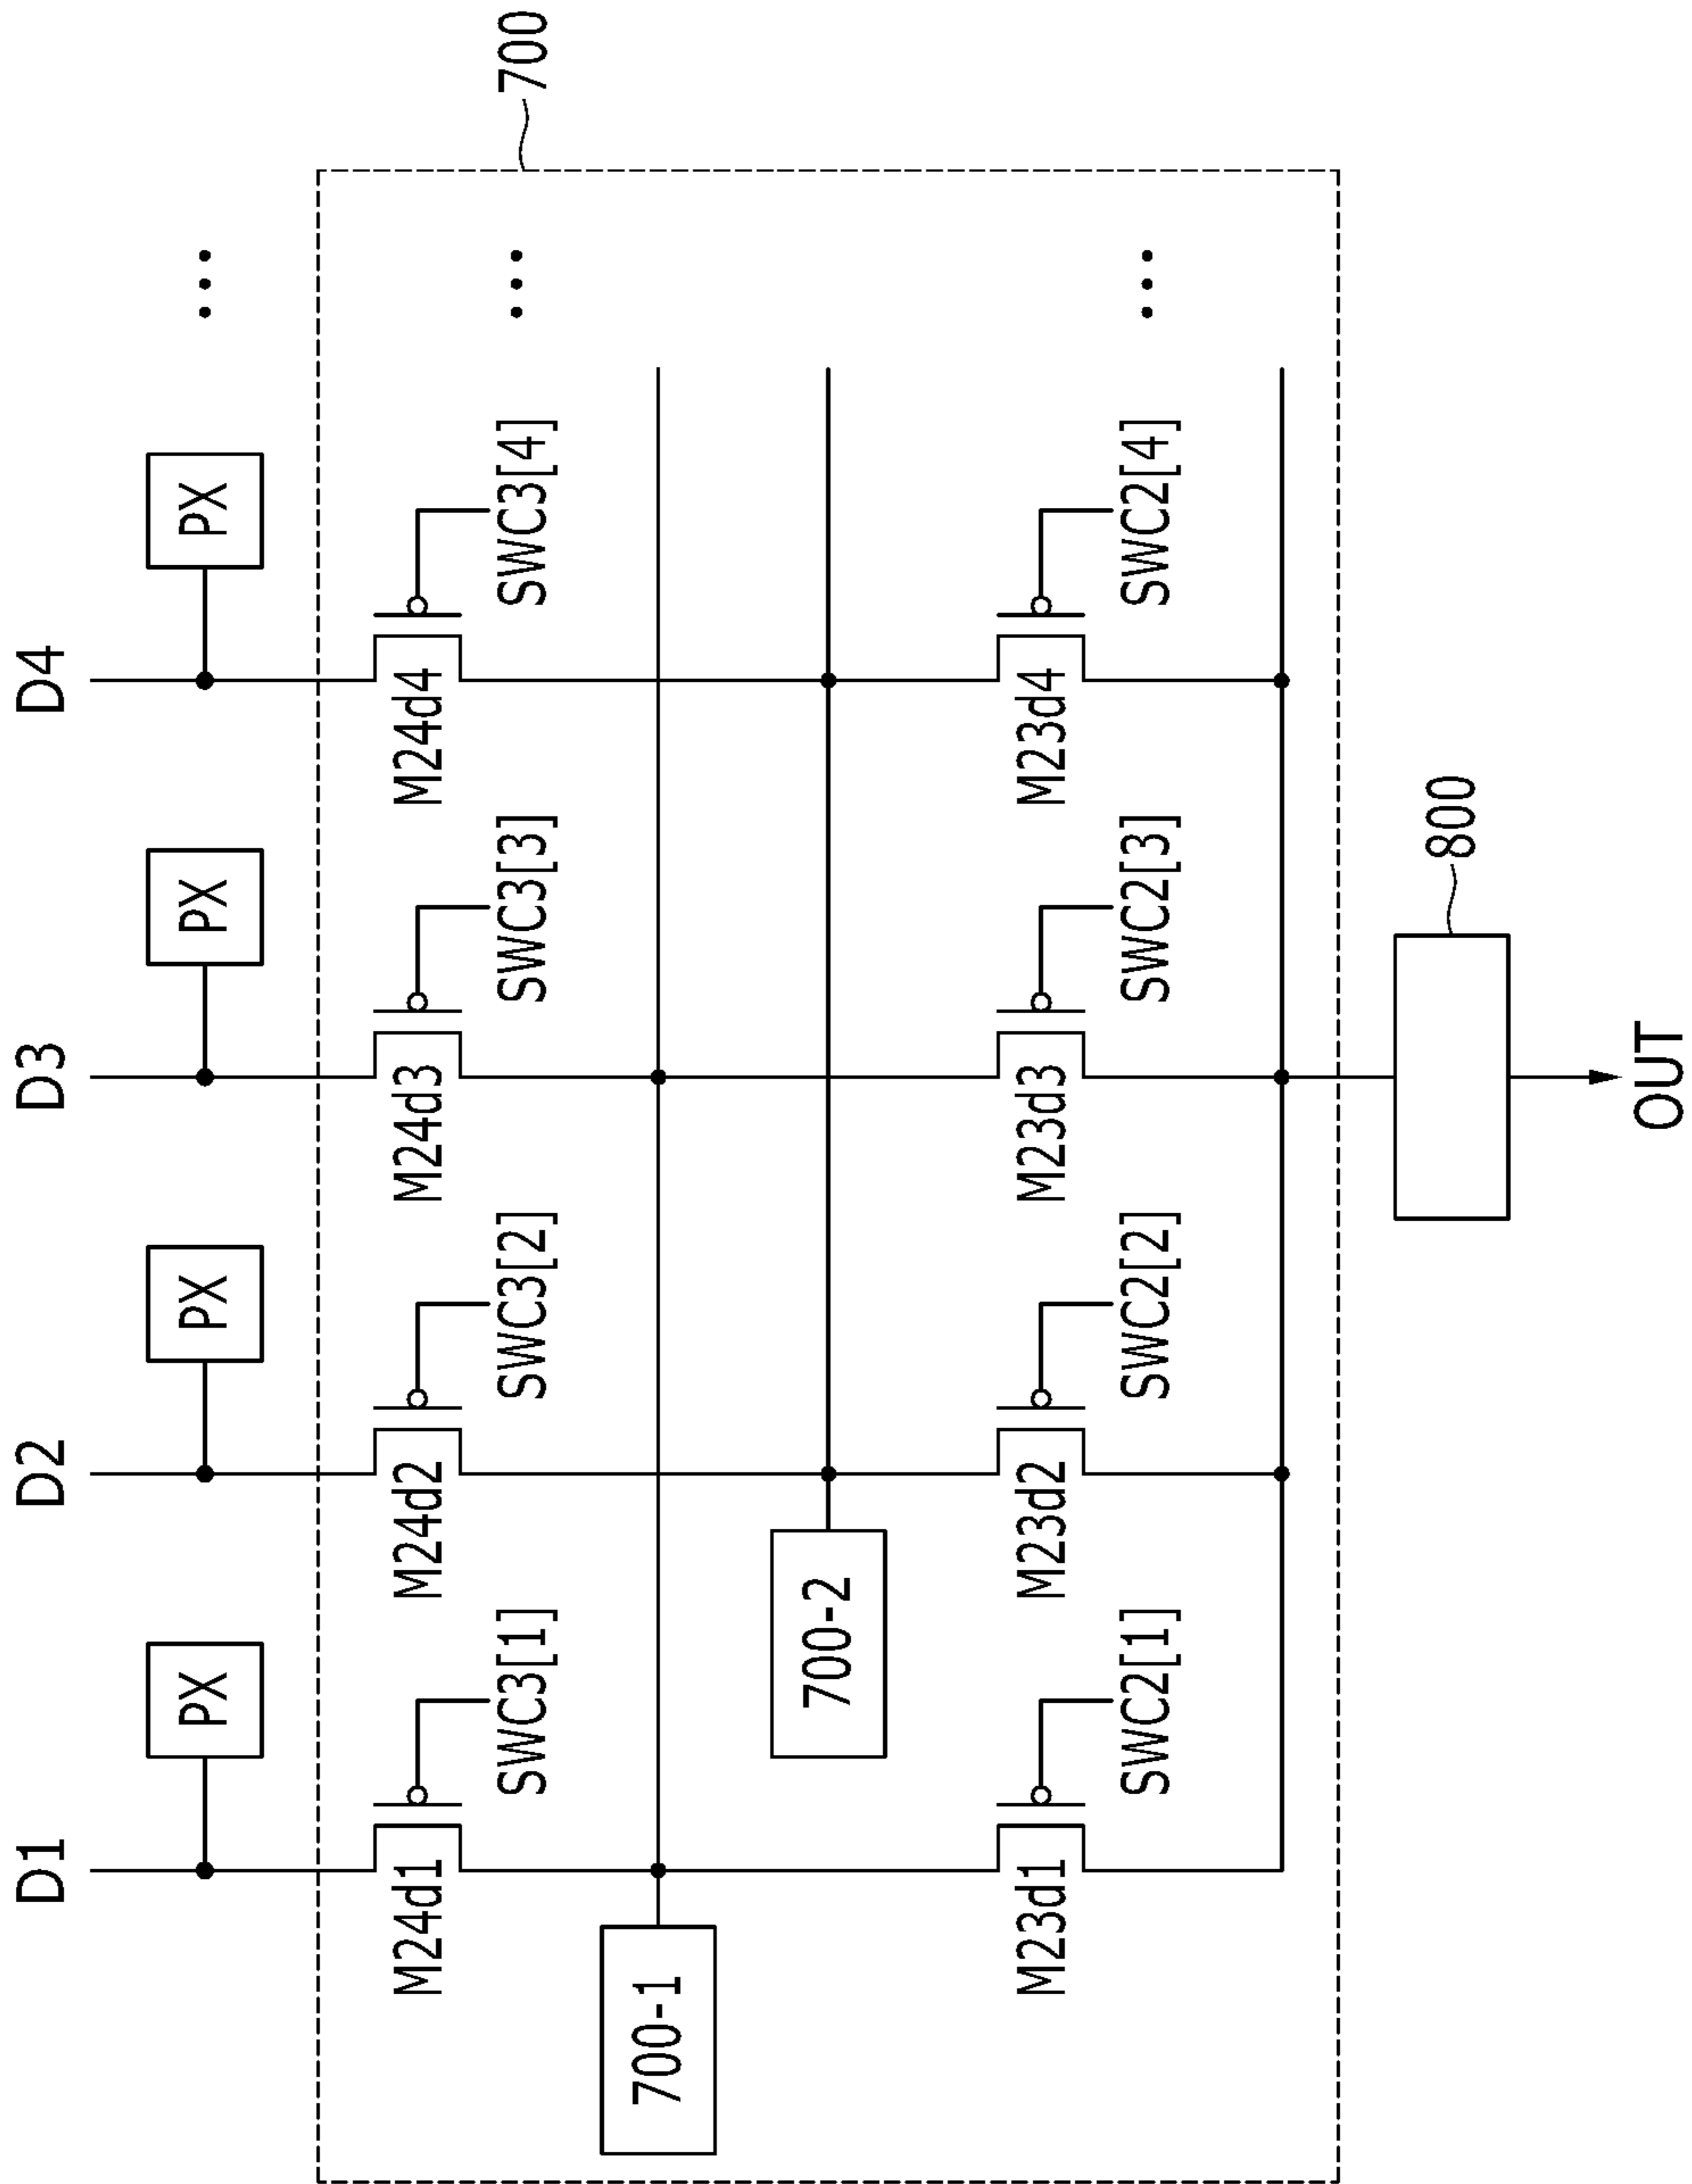 D1 D2 D3 D4
PX PX PX PX
700
M24d1 M24d2 M24d3 M24d4
SWC3[1] SWC3[2] SWC3[3] SWC3[4]
700-1
700-2
M23d1 M23d2 M23d3 M23d4
SWC2[1] SWC2[2] SWC2[3] SWC2[4]
800
OUT